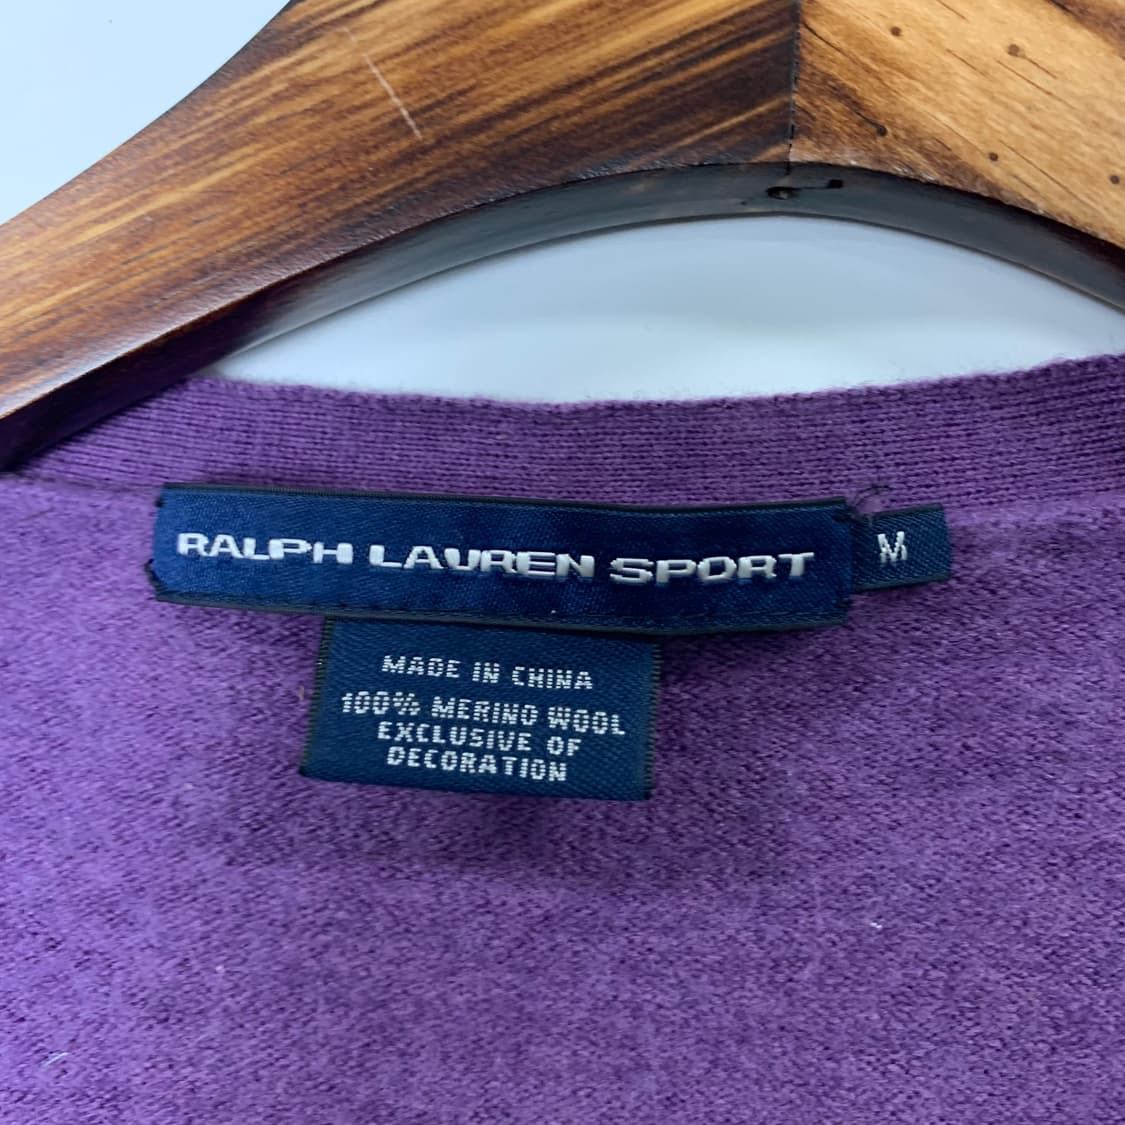 RALPH LAUREN SPORT
M
MADE IN CHINA
100% MERINO WOOL
EXCLUSIVE OF
DECORATION